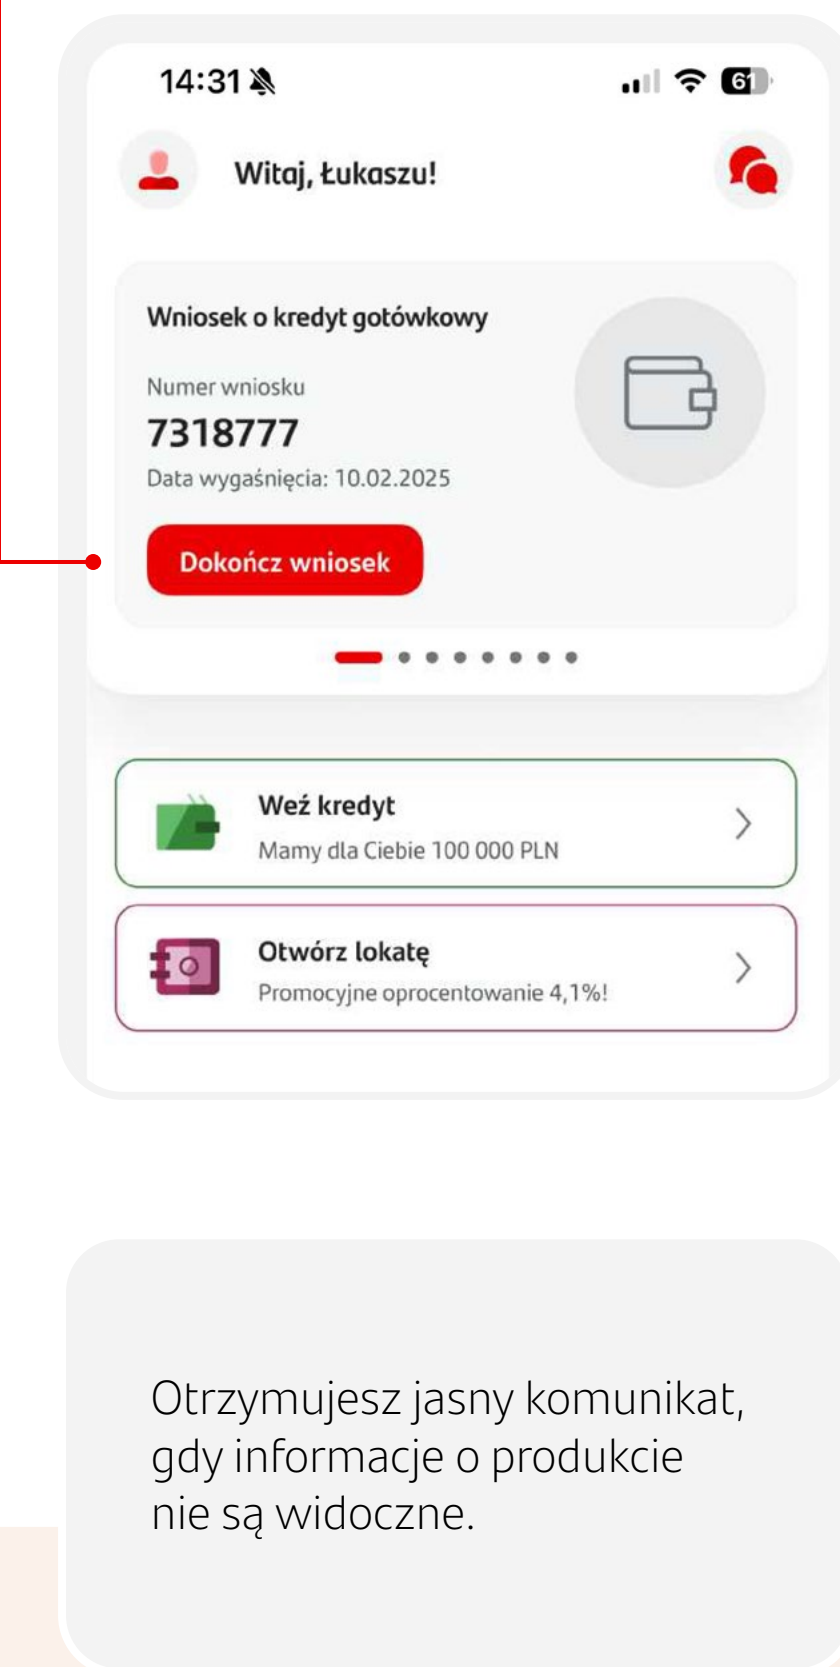 14:31
61
Witaj, Łukaszu!
Wniosek o kredyt gotówkowy
Numer wniosku
7318777
Data wygaśnięcia: 10.02.2025
Dokończ wniosek
Weź kredyt
Mamy dla Ciebie 100 000 PLN
Otwórz lokatę
Promocyjne oprocentowanie 4,1%!
Otrzymujesz jasny komunikat,
gdy informacje o produkcie
nie są widoczne.